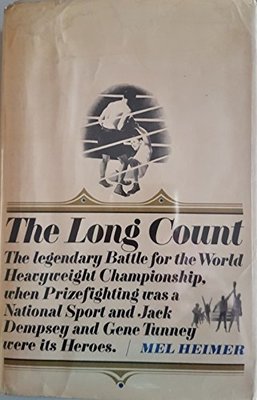 The Long Count
The legendary Battle for the World
Heavyweight Championship,
when Prizefighting was a
National Sport and Jack
Dempsey and Gene Tunney
were its Heroes. / MEL HEIMER